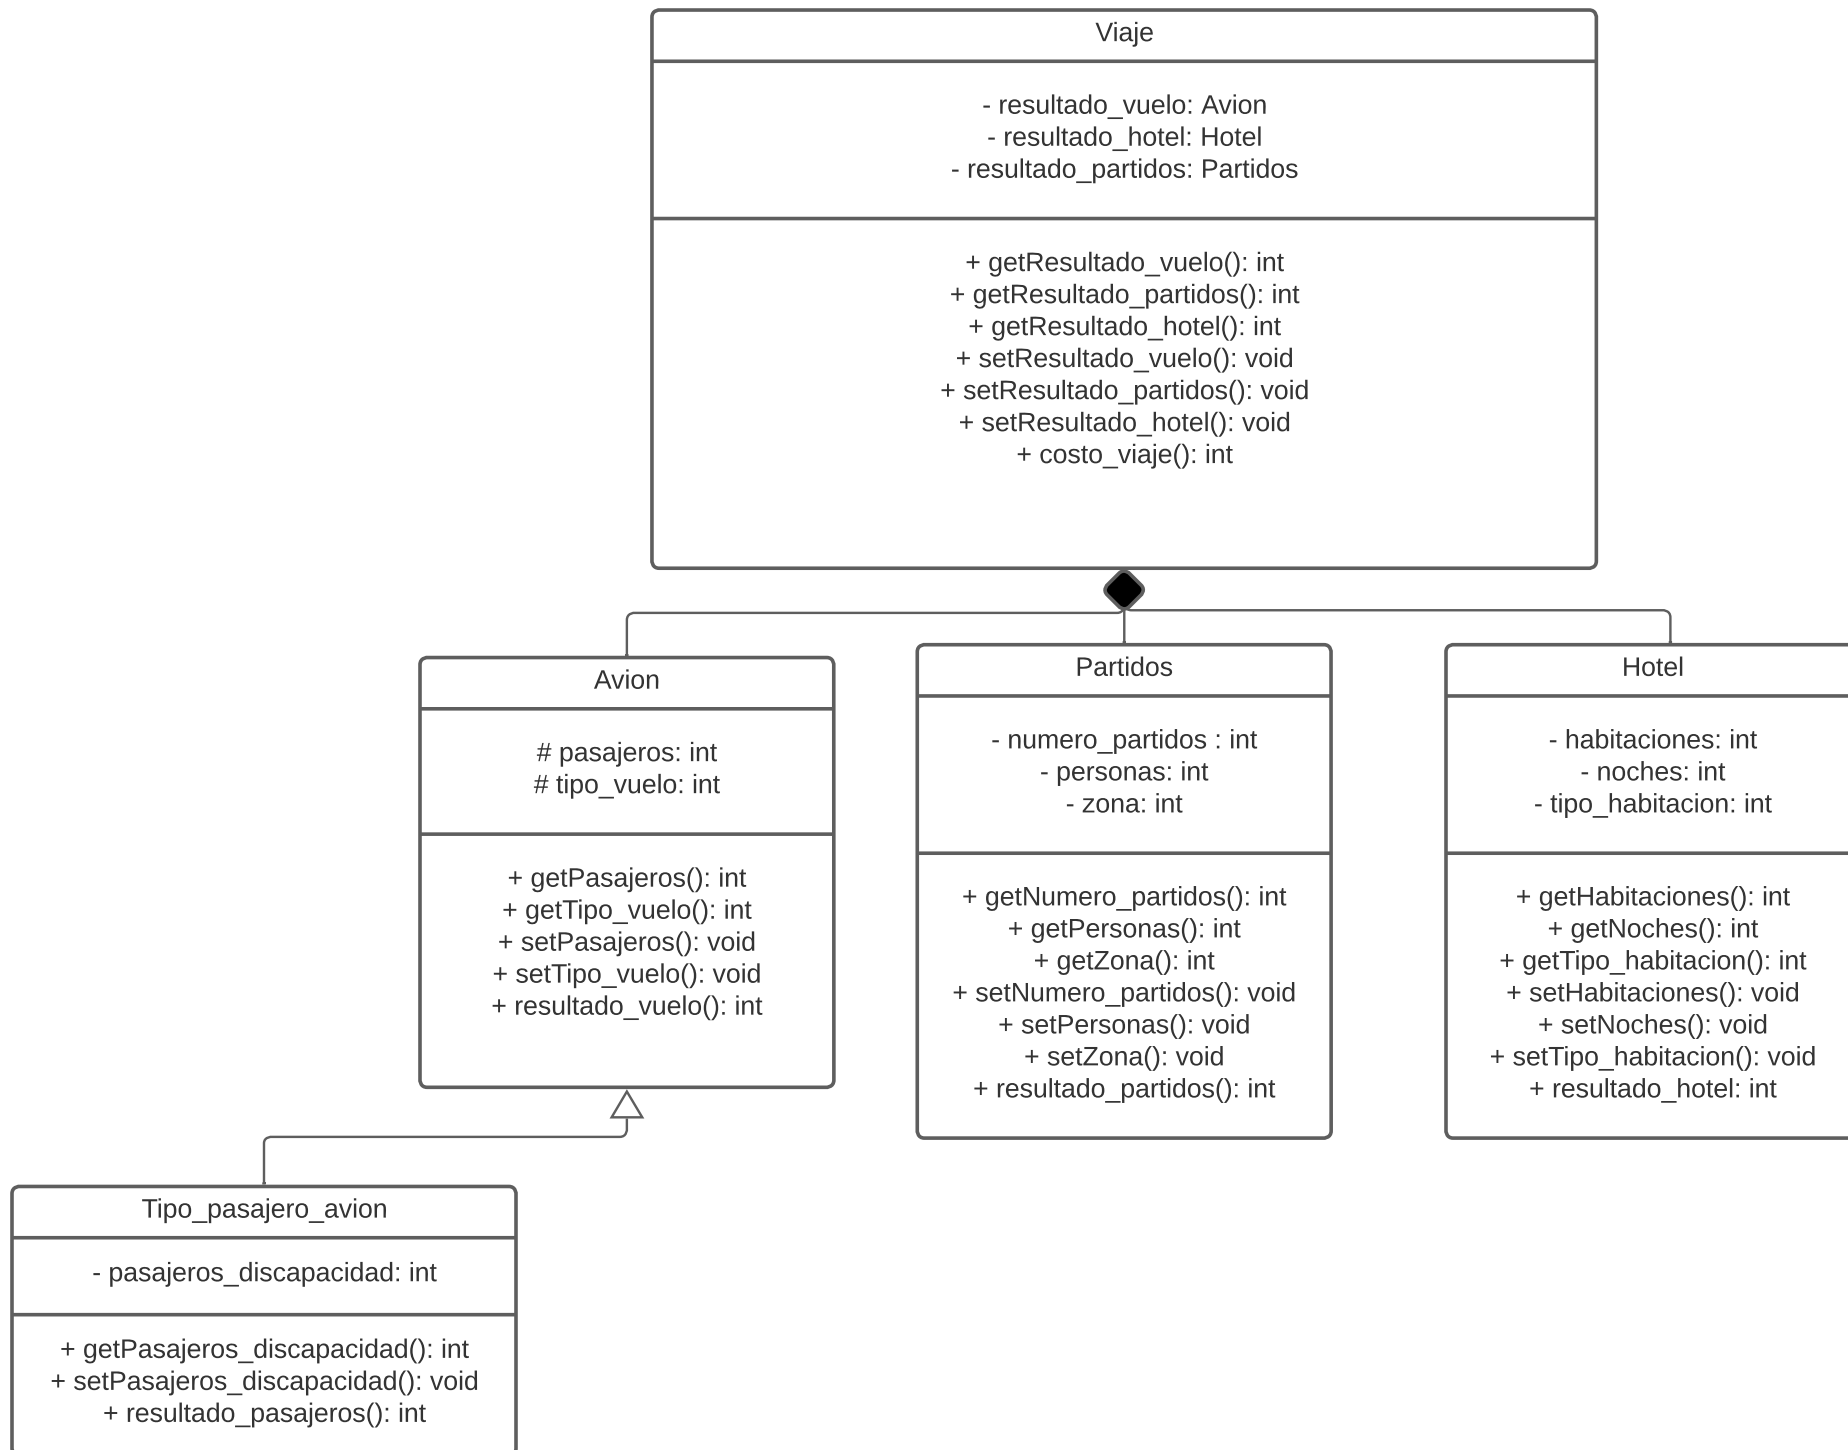 Viaje
- resultado_vuelo: Avion
- resultado_hotel: Hotel
- resultado_partidos: Partidos
+ getResultado_vuelo(): int
+ getResultado_partidos(): int
+ getResultado_hotel(): int
+ setResultado_vuelo(): void
+ setResultado_partidos(): void
+ setResultado_hotel(): void
+ costo_viaje(): int
Avion
# pasajeros: int
# tipo_vuelo: int
+ getPasajeros(): int
+ getTipo_vuelo(): int
+ setPasajeros(): void
+ setTipo_vuelo(): void
+ resultado_vuelo(): int
Partidos
- numero_partidos : int
- personas: int
- zona: int
+ getNumero_partidos(): int
+ getPersonas(): int
+ getZona(): int
+ setNumero_partidos(): void
+ setPersonas(): void
+ setZona(): void
+ resultado_partidos(): int
Hotel
- habitaciones: int
- noches: int
- tipo_habitacion: int
+ getHabitaciones(): int
+ getNoches(): int
+ getTipo_habitacion(): int
+ setHabitaciones(): void
+ setNoches(): void
+ setTipo_habitacion(): void
+ resultado_hotel: int
Tipo_pasajero_avion
- pasajeros_discapacidad: int
+ getPasajeros_discapacidad(): int
+ setPasajeros_discapacidad(): void
+ resultado_pasajeros(): int